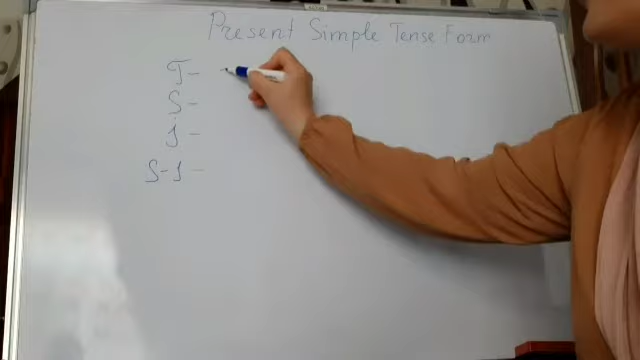 Present Simple Tense Form
T-
S-
I-
S-I-